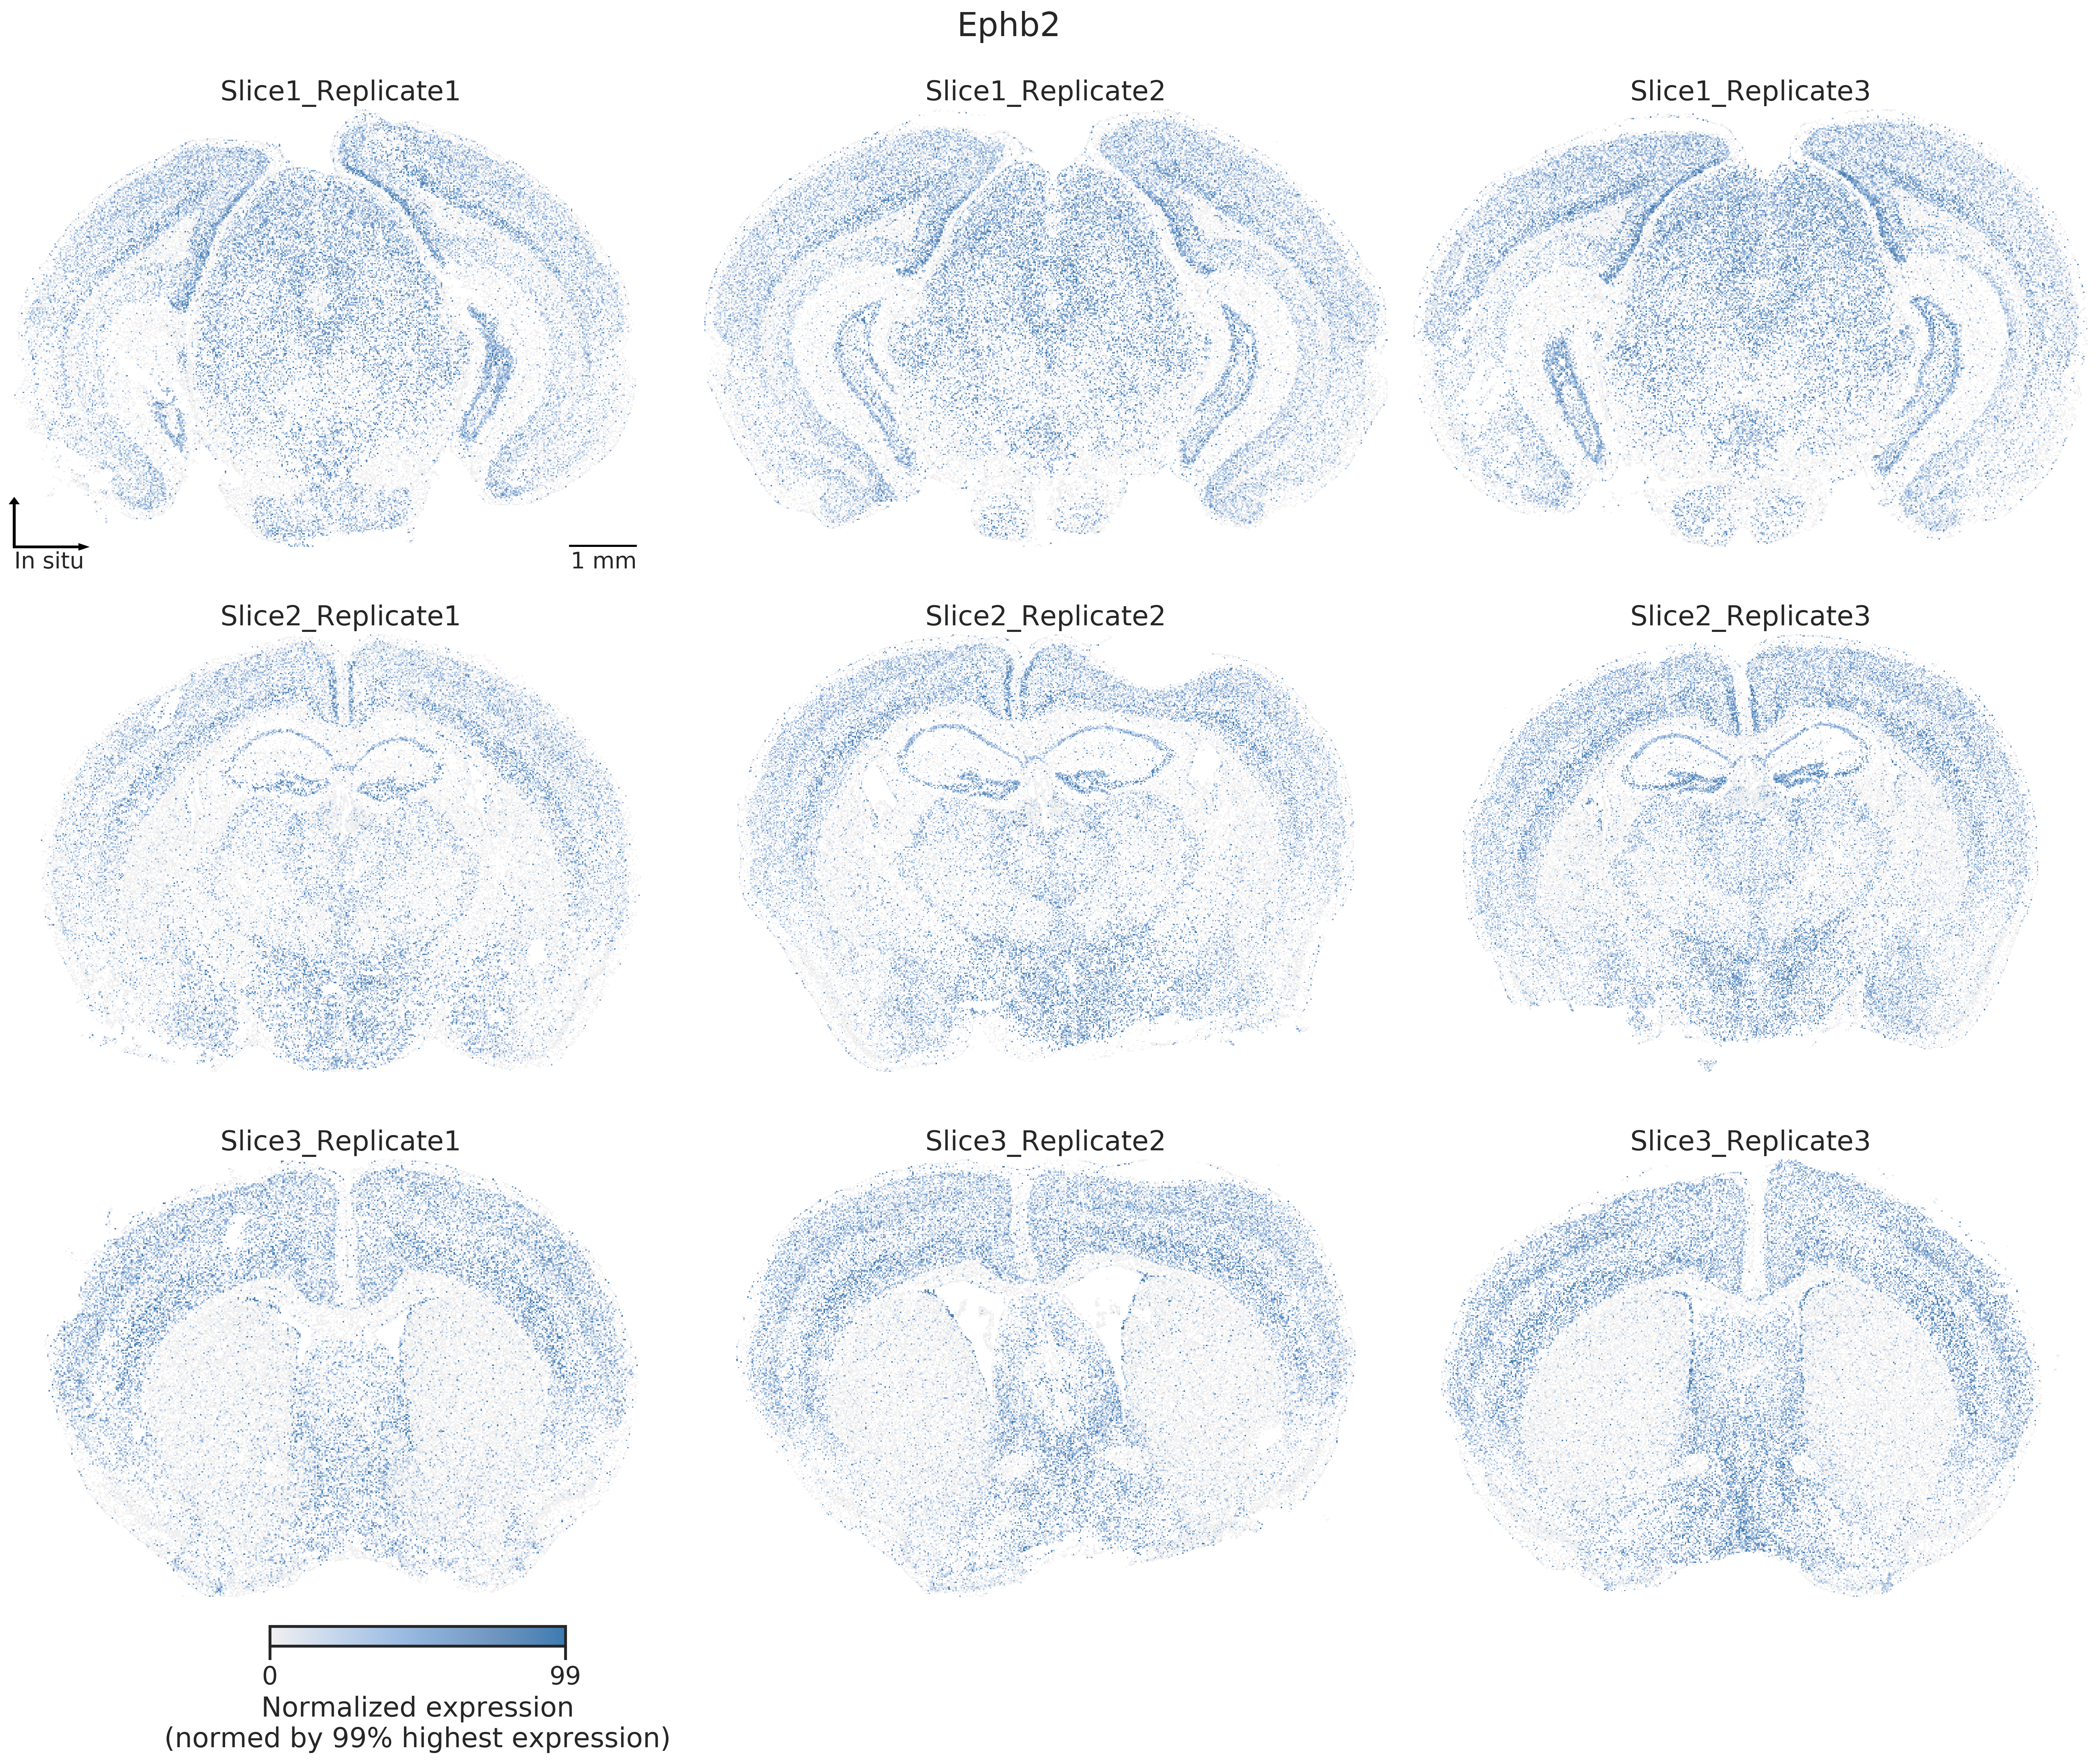 Ephb2
Slice1_Replicate1
Slice1_Replicate2
Slice1_Replicate3
In situ
1 mm
Slice2_Replicate1
Slice2_Replicate2
Slice2_Replicate3
Slice3_Replicate1
Slice3_Replicate2
Slice3_Replicate3
0
99
Normalized expression
(normed by 99% highest expression)